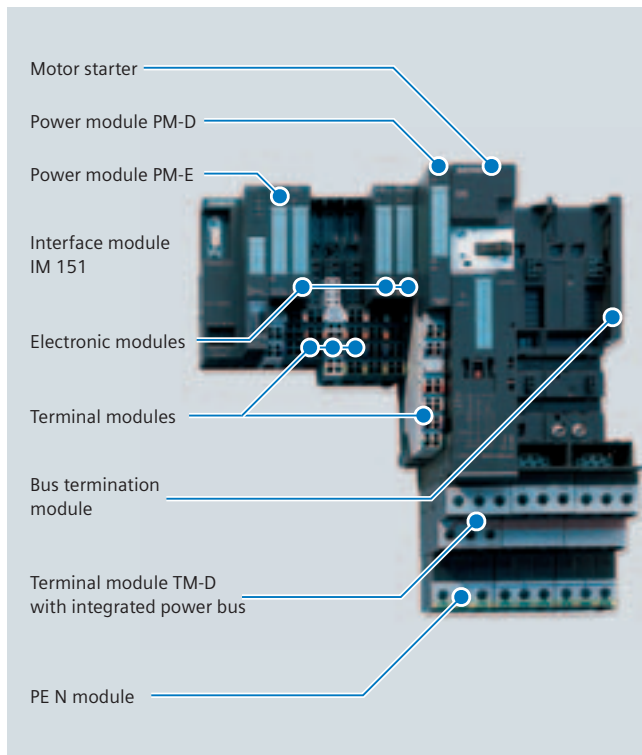 Motor starter
Power module PM-D
Power module PM-E
Interface module
IM 151
Electronic modules
Terminal modules
Bus termination
module
Terminal module TM-D
with integrated power bus
PE N module